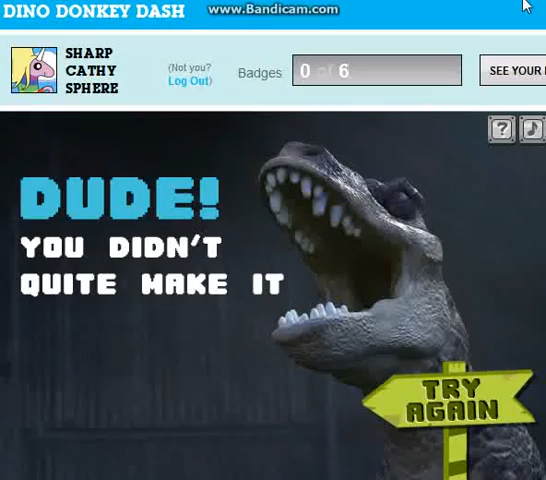 DINO DONKEY DASH
www.Bandicam.com
SHARP
CATHY
SPHERE
(Not you?
Log Out)
Badges
0 of 6
SEE YOUR
DUDE!
YOU DIDN'T
QUITE MAKE IT
TRY
AGAIN
?